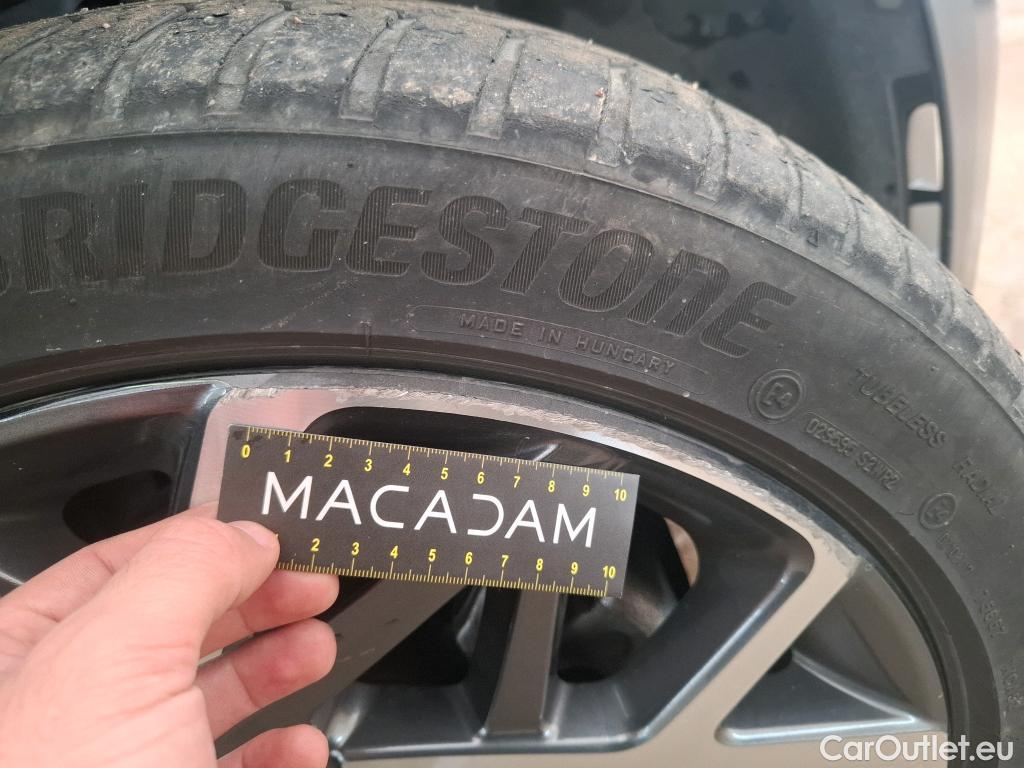 BRIDGESTONE
MADE IN HUNGARY
TUBELESS RADIAL
E4
0 1 2 3 4 5 6 7 8 9 10
MACADAM
2 3 4 5 6 7 8 9 10
CarOutlet.eu